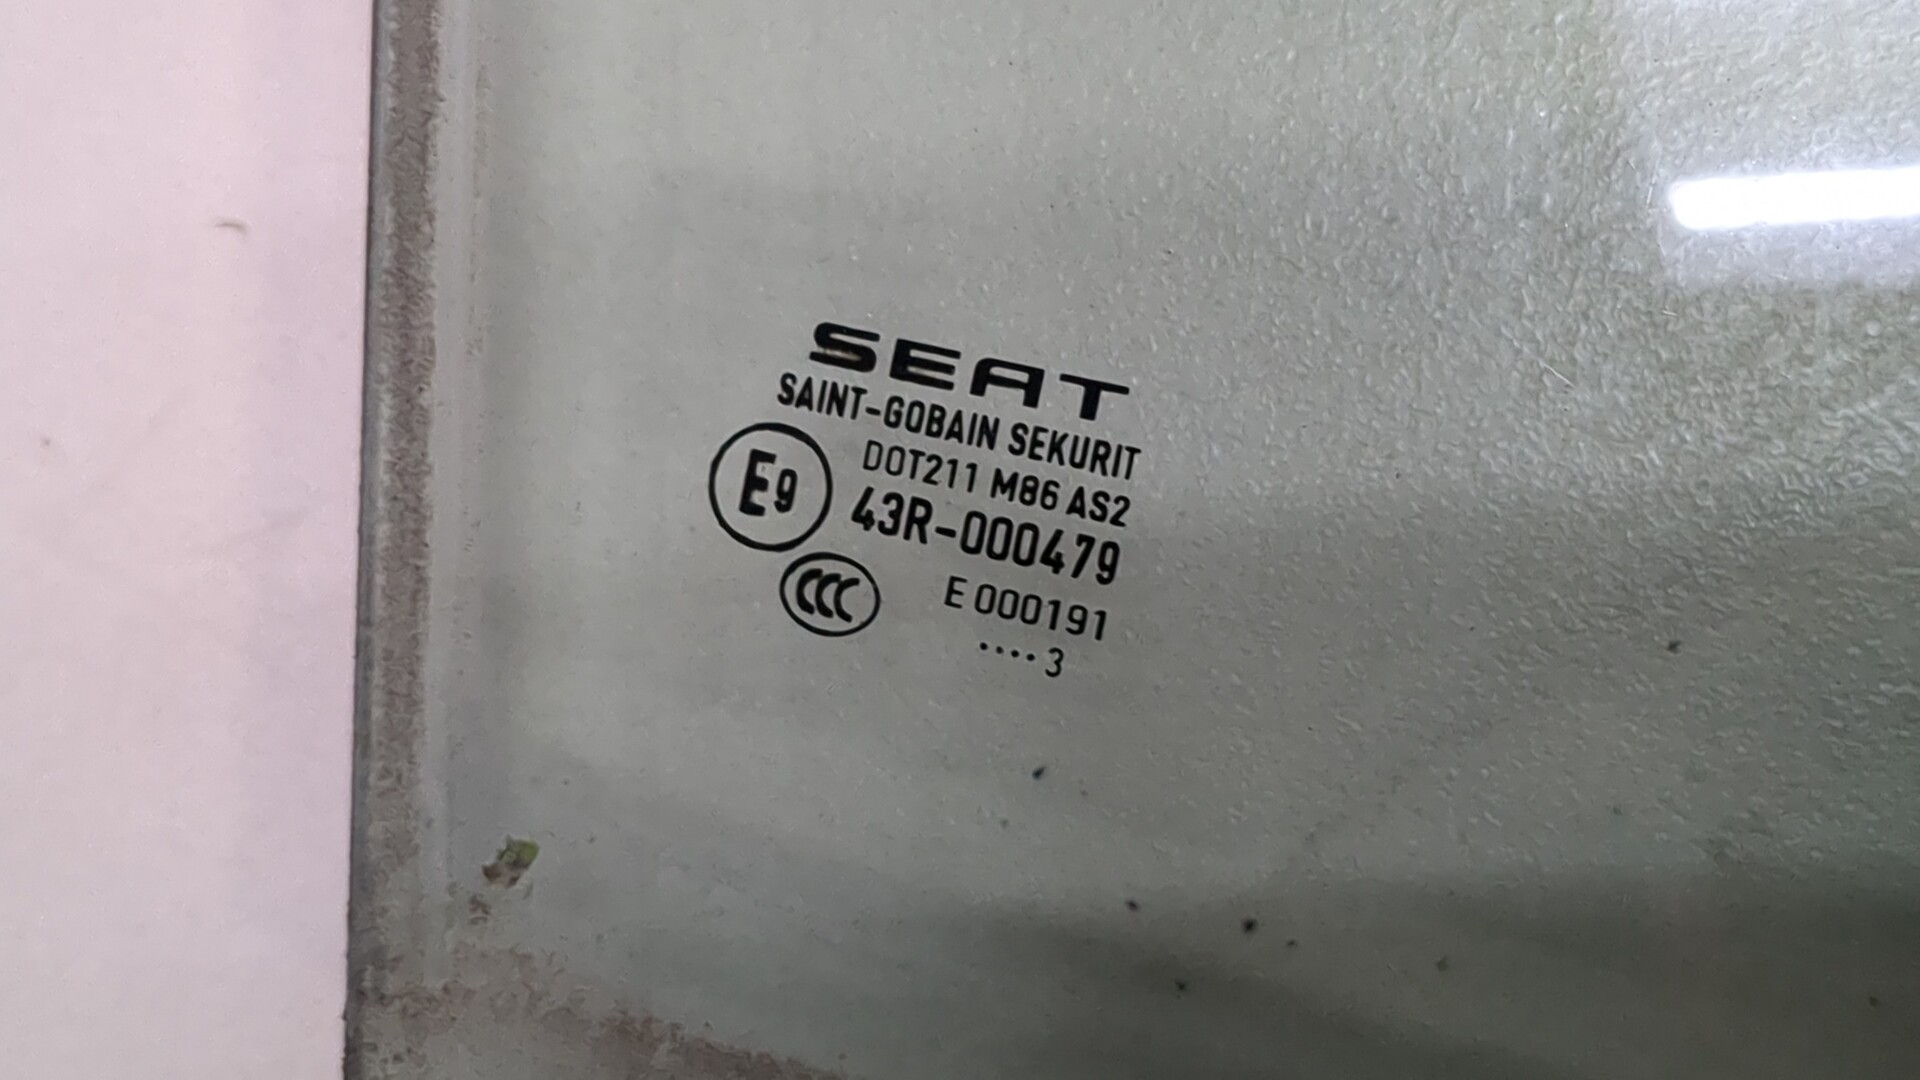 SEAT
SAINT-GOBAIN SEKURIT
DOT211 M86 AS2
E9 43R-000479
CCC E 000191
....3